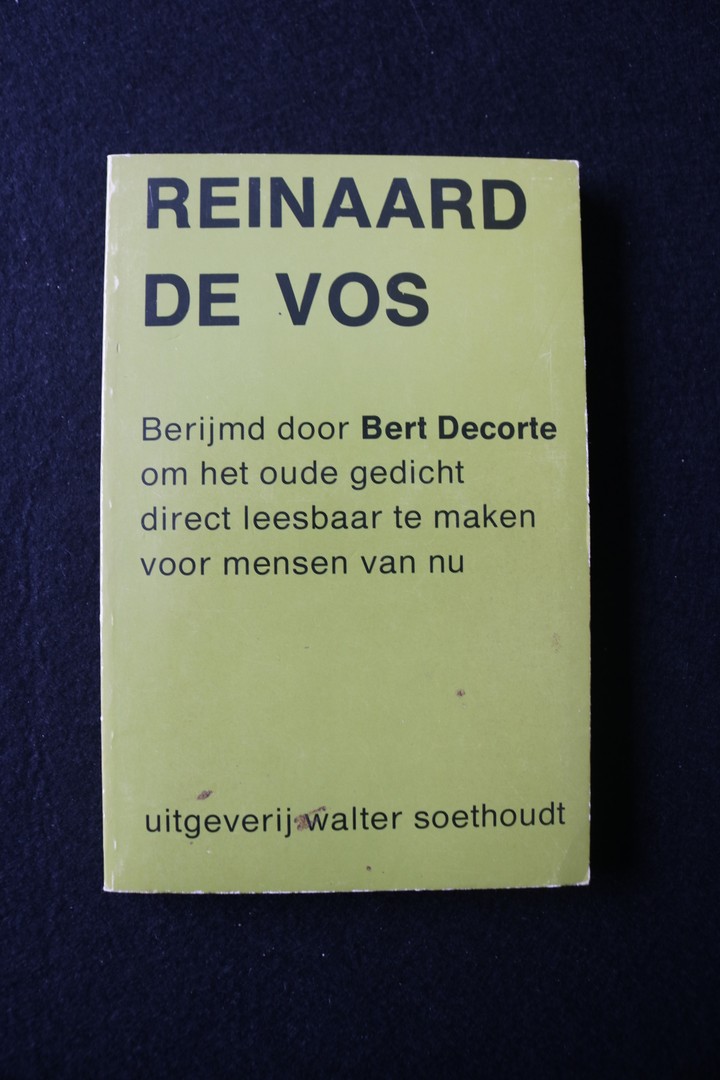 REINAARD
DE VOS
Berijmd door Bert Decorte
om het oude gedicht
direct leesbaar te maken
voor mensen van nu
uitgeverij walter soethoudt